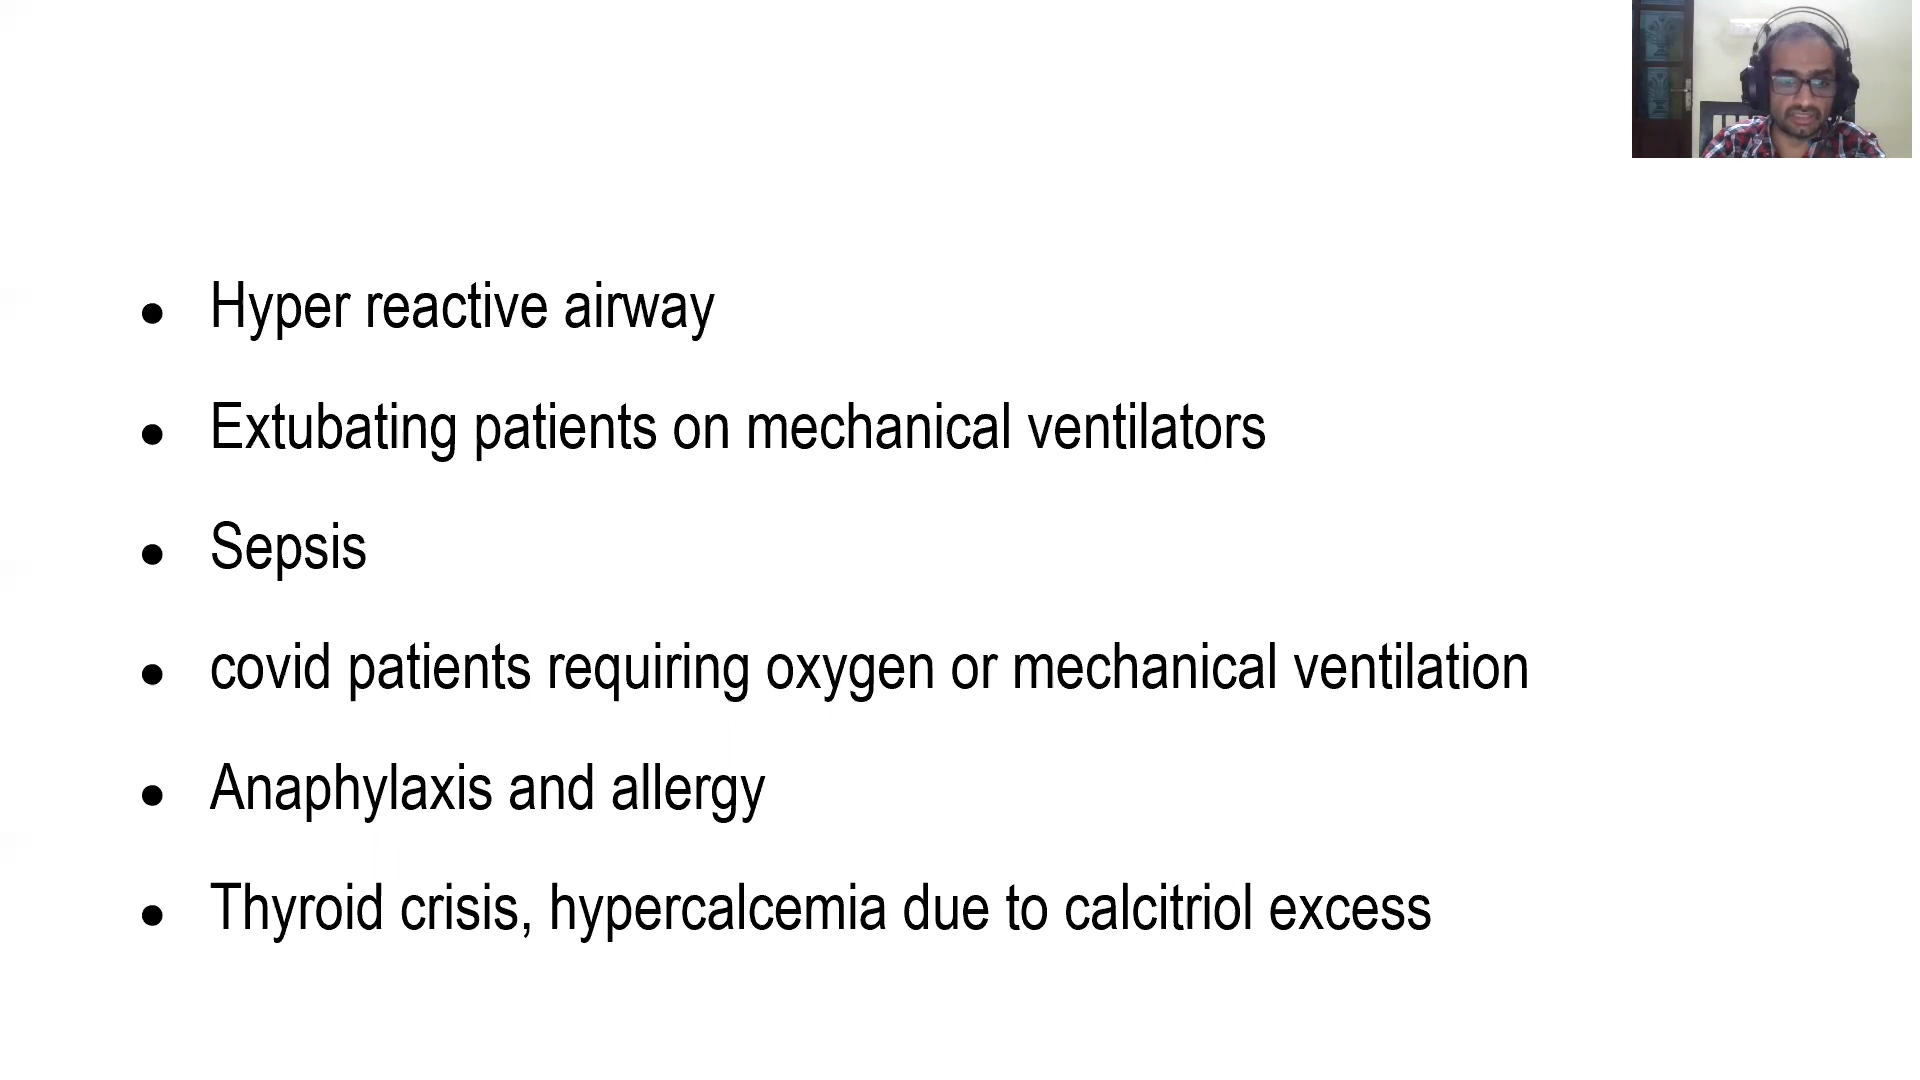 ● Hyper reactive airway
● Extubating patients on mechanical ventilators
● Sepsis
● covid patients requiring oxygen or mechanical ventilation
● Anaphylaxis and allergy
● Thyroid crisis, hypercalcemia due to calcitriol excess